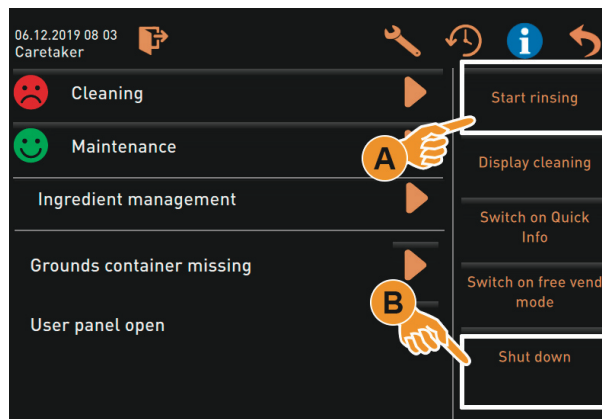 06.12.2019 08 03
Caretaker
Cleaning
Start rinsing
Maintenance
A
Display cleaning
Ingredient management
Switch on Quick
Info
Grounds container missing
Switch on free vend
mode
B
User panel open
Shut down